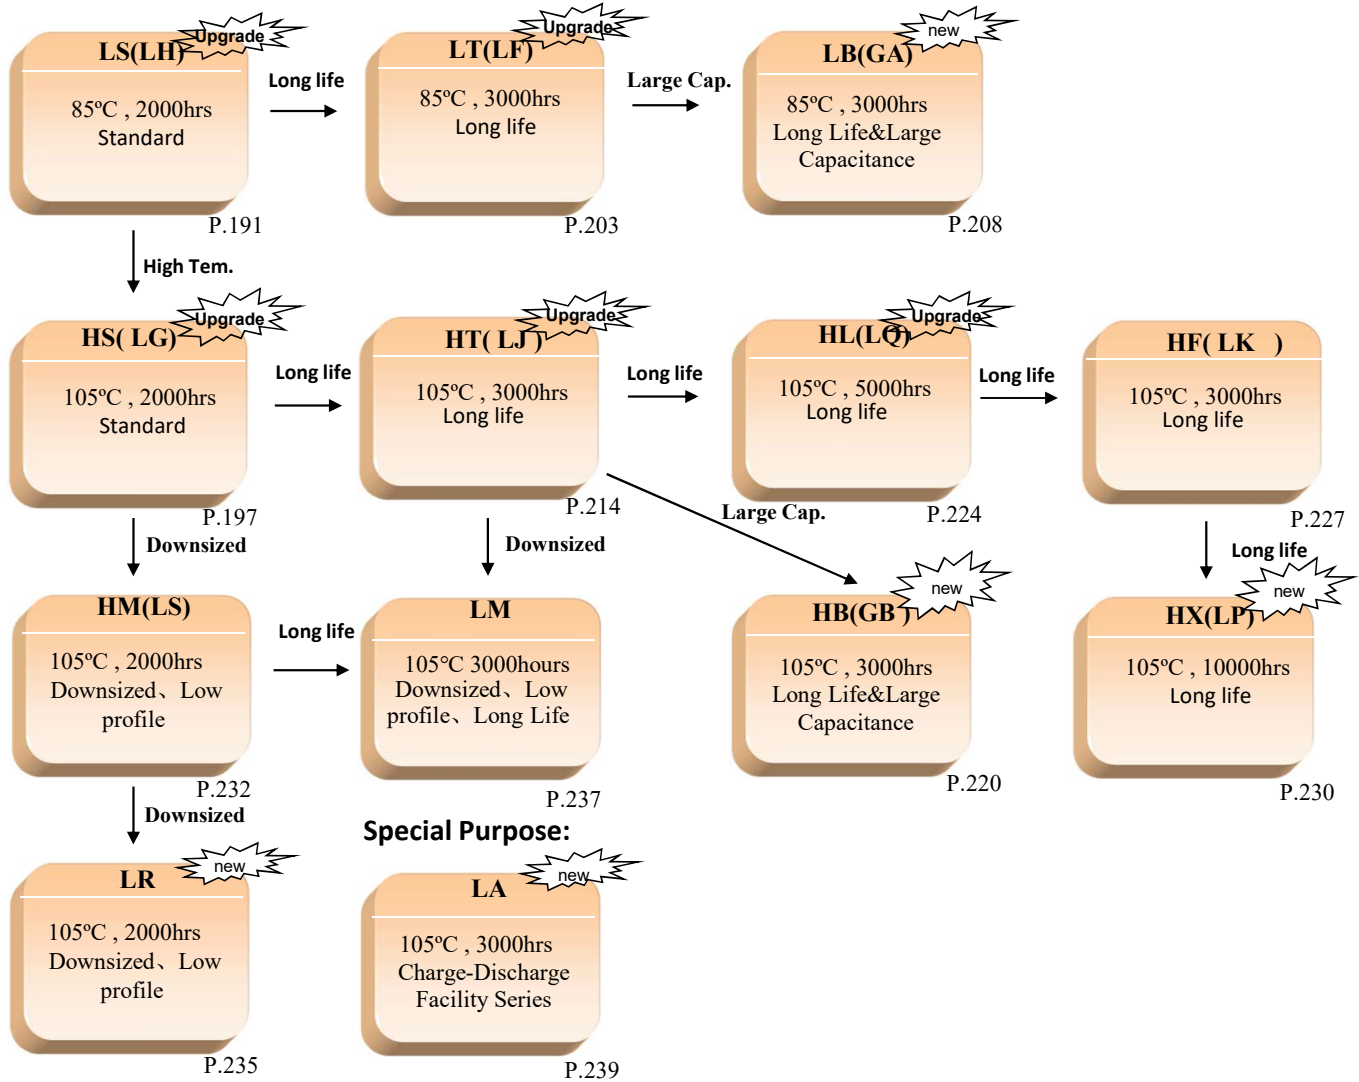 LS(LH)
Upgrade
85ºC , 2000hrs
Standard
P.191
Long life
LT(LF)
Upgrade
85ºC , 3000hrs
Long life
P.203
Large Cap.
LB(GA)
new
85ºC , 3000hrs
Long Life&Large
Capacitance
P.208
High Tem.
HS( LG)
Upgrade
105ºC , 2000hrs
Standard
P.197
Long life
HT( LJ )
Upgrade
105ºC , 3000hrs
Long life
P.214
Long life
HL(LQ)
Upgrade
105ºC , 5000hrs
Long life
P.224
Long life
HF( LK )
105ºC , 3000hrs
Long life
P.227
Downsized
Downsized
Large Cap.
Long life
HM(LS)
105ºC , 2000hrs
Downsized、Low
profile
P.232
Long life
LM
105°C 3000hours
Downsized、Low
profile、Long Life
P.237
HB(GB )
new
105ºC , 3000hrs
Long Life&Large
Capacitance
P.220
HX(LP)
new
105ºC , 10000hrs
Long life
P.230
Downsized
Special Purpose:
LR
new
105ºC , 2000hrs
Downsized、Low
profile
P.235
LA
new
105ºC , 3000hrs
Charge-Discharge
Facility Series
P.239